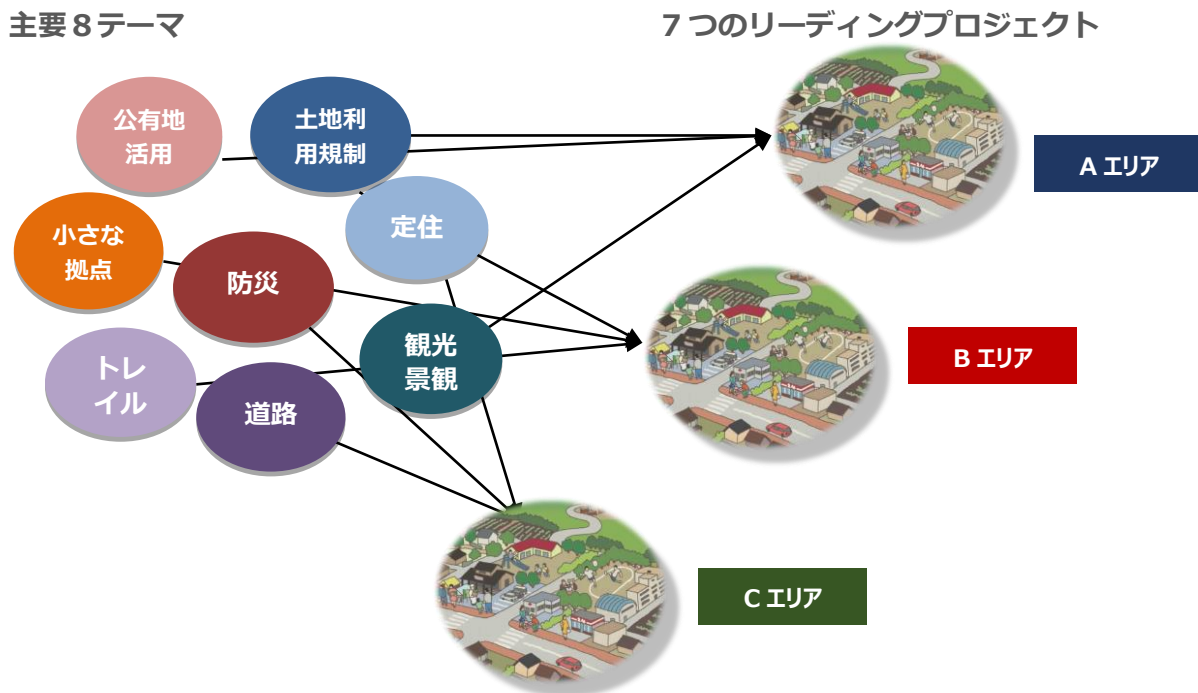 主要８テーマ
７つのリーディングプロジェクト
公有地
活用
土地利
用規制
A エリア
小さな
拠点
定住
防災
観光
景観
B エリア
トレ
イル
道路
C エリア